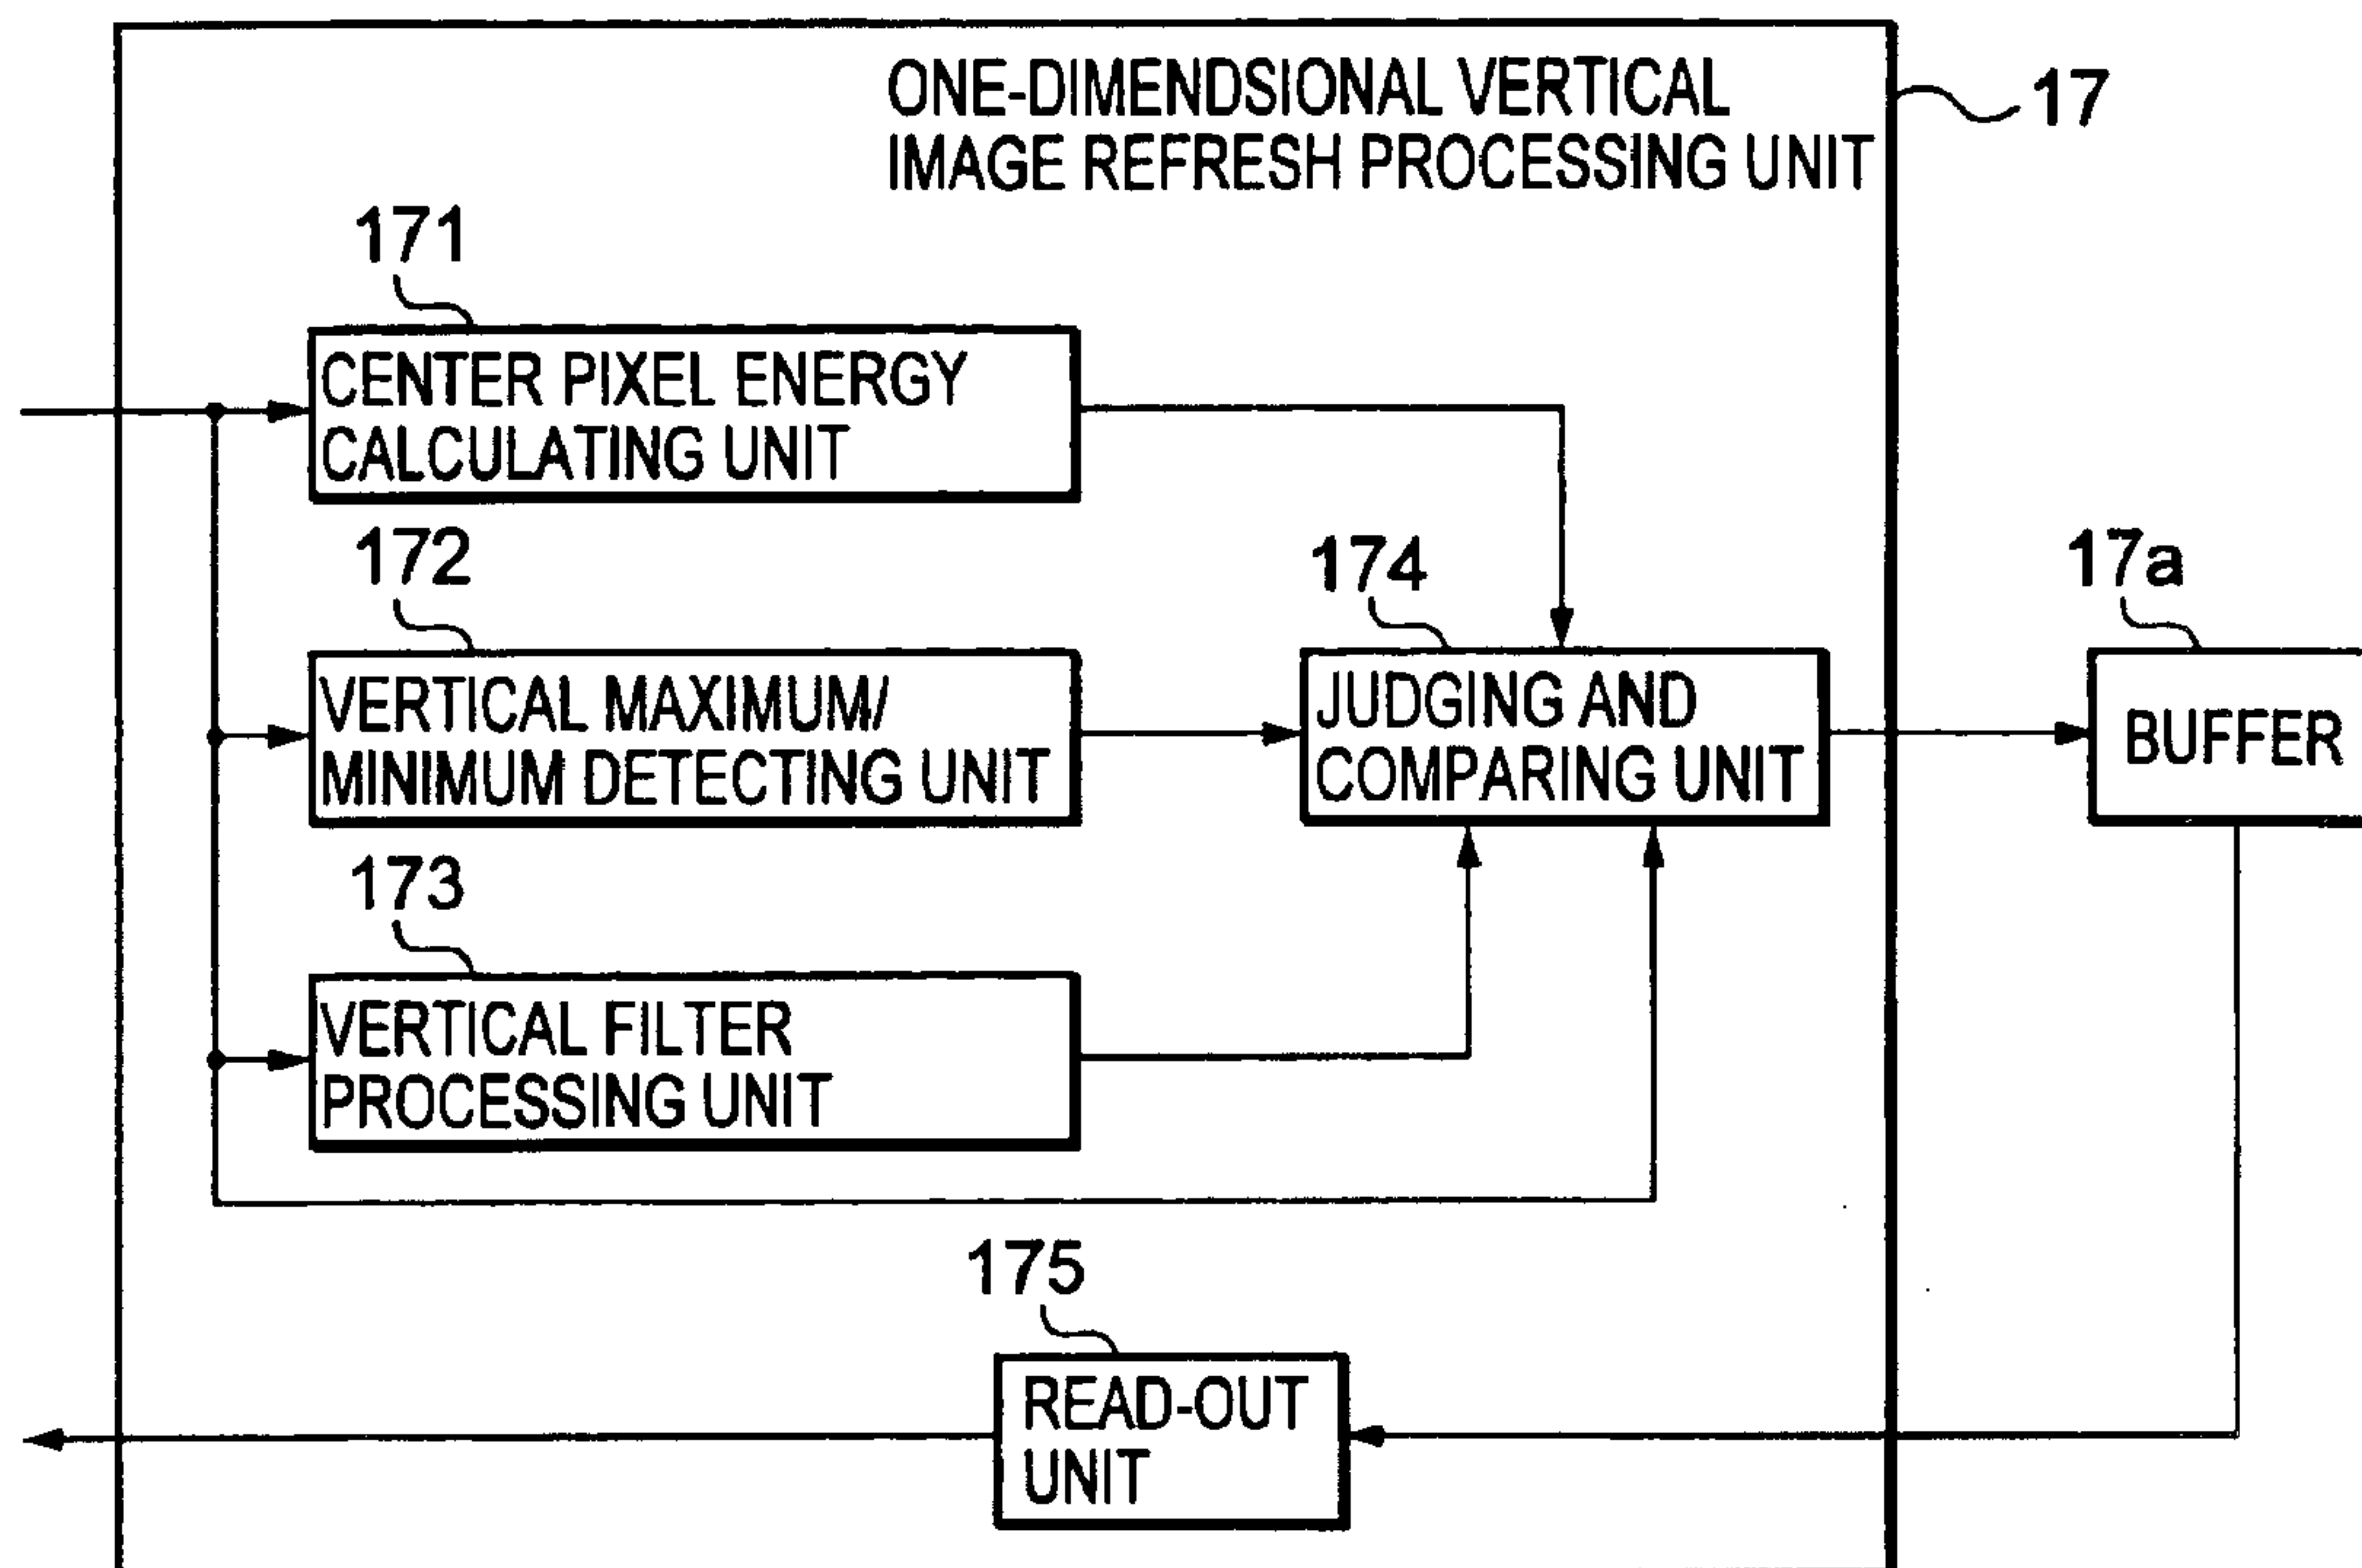 ONE-DIMENDSIONAL VERTICAL
IMAGE REFRESH PROCESSING UNIT
17
171
CENTER PIXEL ENERGY
CALCULATING UNIT
172
VERTICAL MAXIMUM/
MINIMUM DETECTING UNIT
174
JUDGING AND
COMPARING UNIT
17a
BUFFER
173
VERTICAL FILTER
PROCESSING UNIT
175
READ-OUT
UNIT